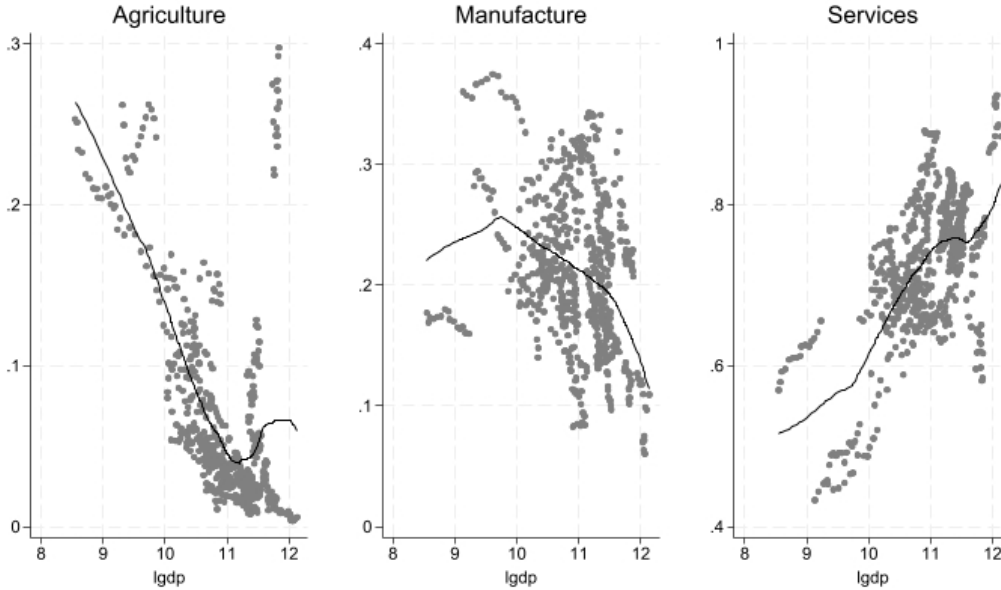 Agriculture
.3
.2
.1
0
8 9 10 11 12
lgdp
Manufacture
.4
.3
.2
.1
0
8 9 10 11 12
lgdp
Services
1
.8
.6
.4
8 9 10 11 12
lgdp